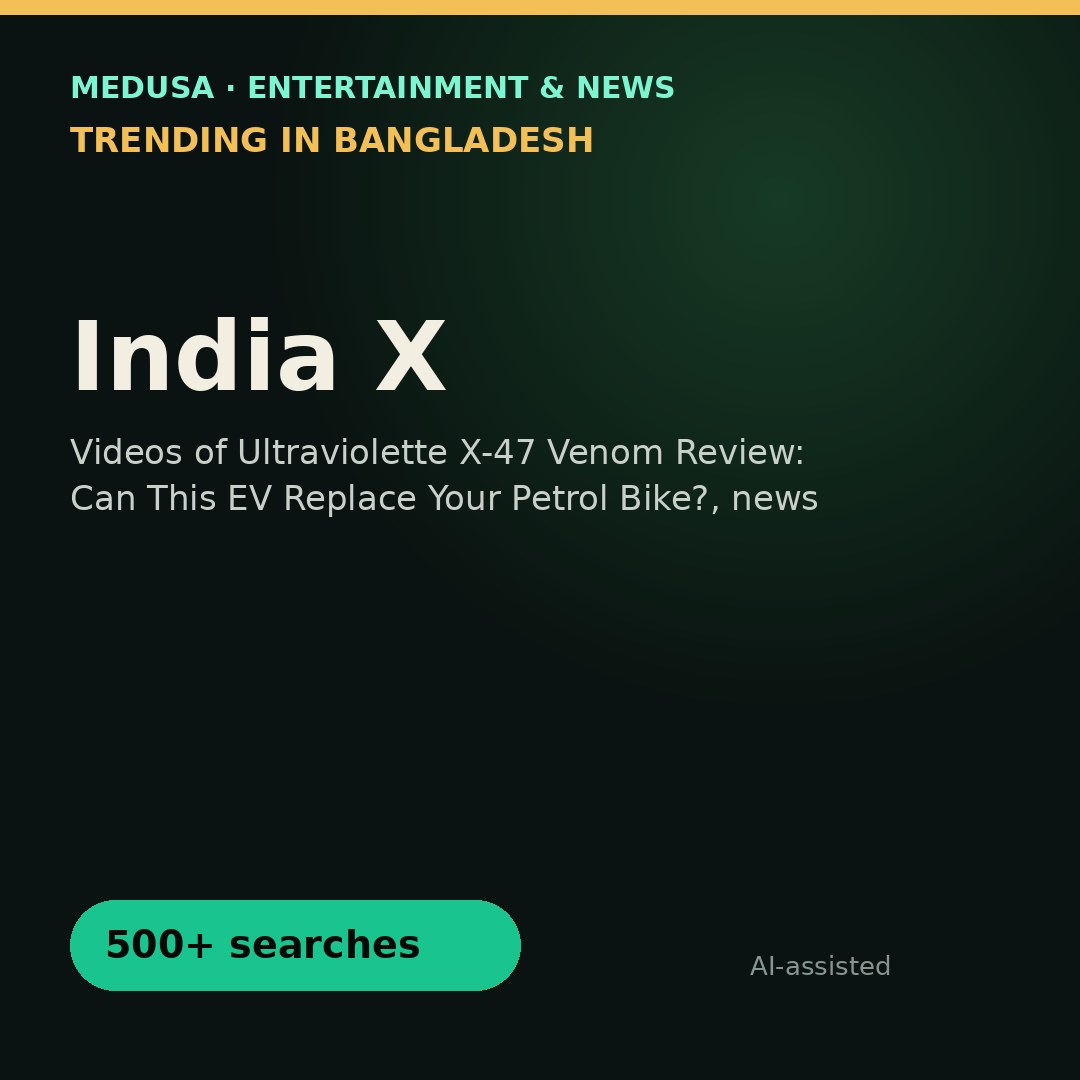 MEDUSA · ENTERTAINMENT & NEWS
TRENDING IN BANGLADESH
India X
Videos of Ultraviolette X-47 Venom Review:
Can This EV Replace Your Petrol Bike?, news
500+ searches
AI-assisted